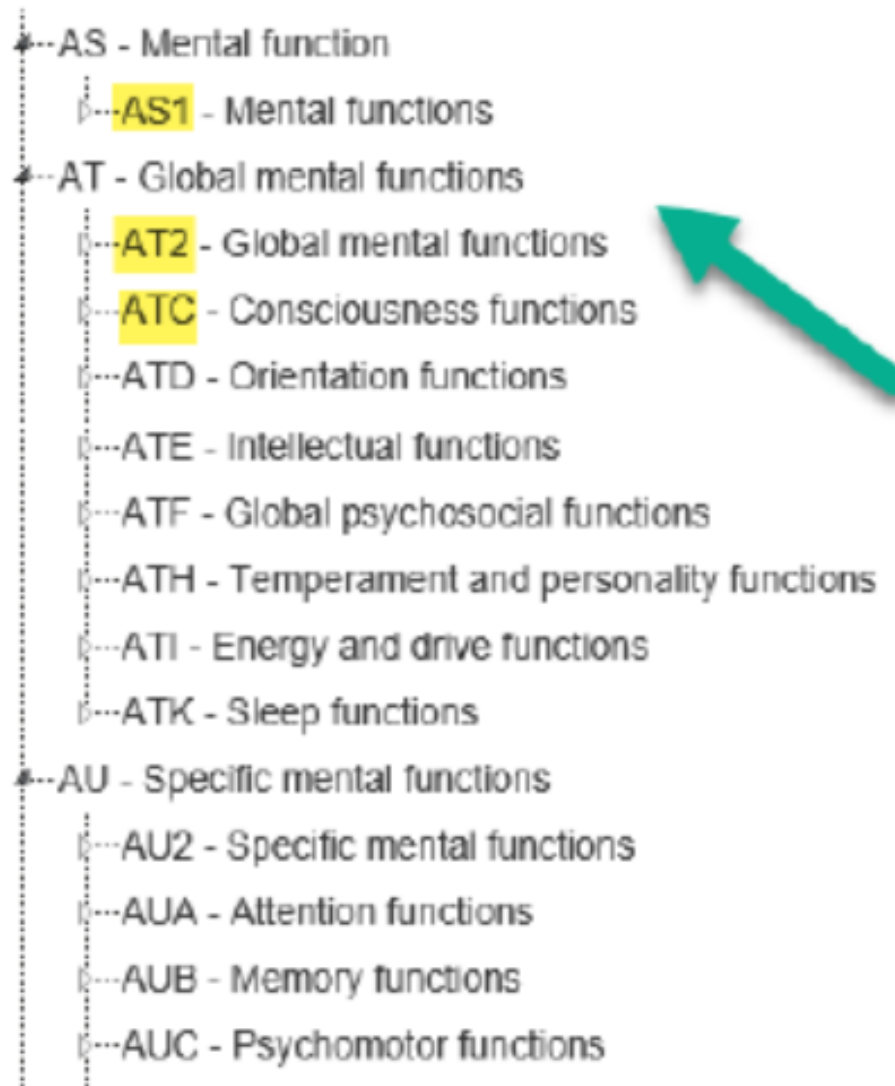 AS - Mental function
AS1 - Mental functions
AT - Global mental functions
AT2 - Global mental functions
ATC - Consciousness functions
ATD - Orientation functions
ATE - Intellectual functions
ATF - Global psychosocial functions
ATH - Temperament and personality functions
ATI - Energy and drive functions
ATK - Sleep functions
AU - Specific mental functions
AU2 - Specific mental functions
AUA - Attention functions
AUB - Memory functions
AUC - Psychomotor functions